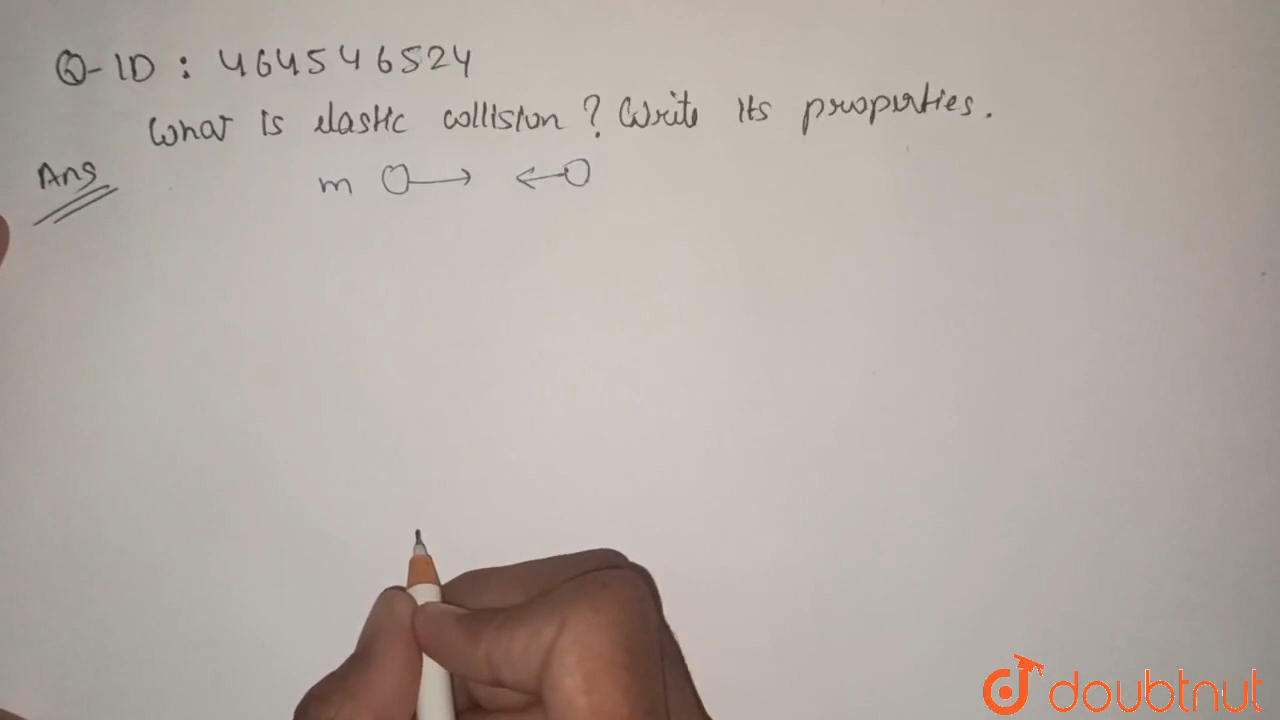 Q-ID : 464546524
What is elastic collision? Write its properties.
Ans
m
doubtnut